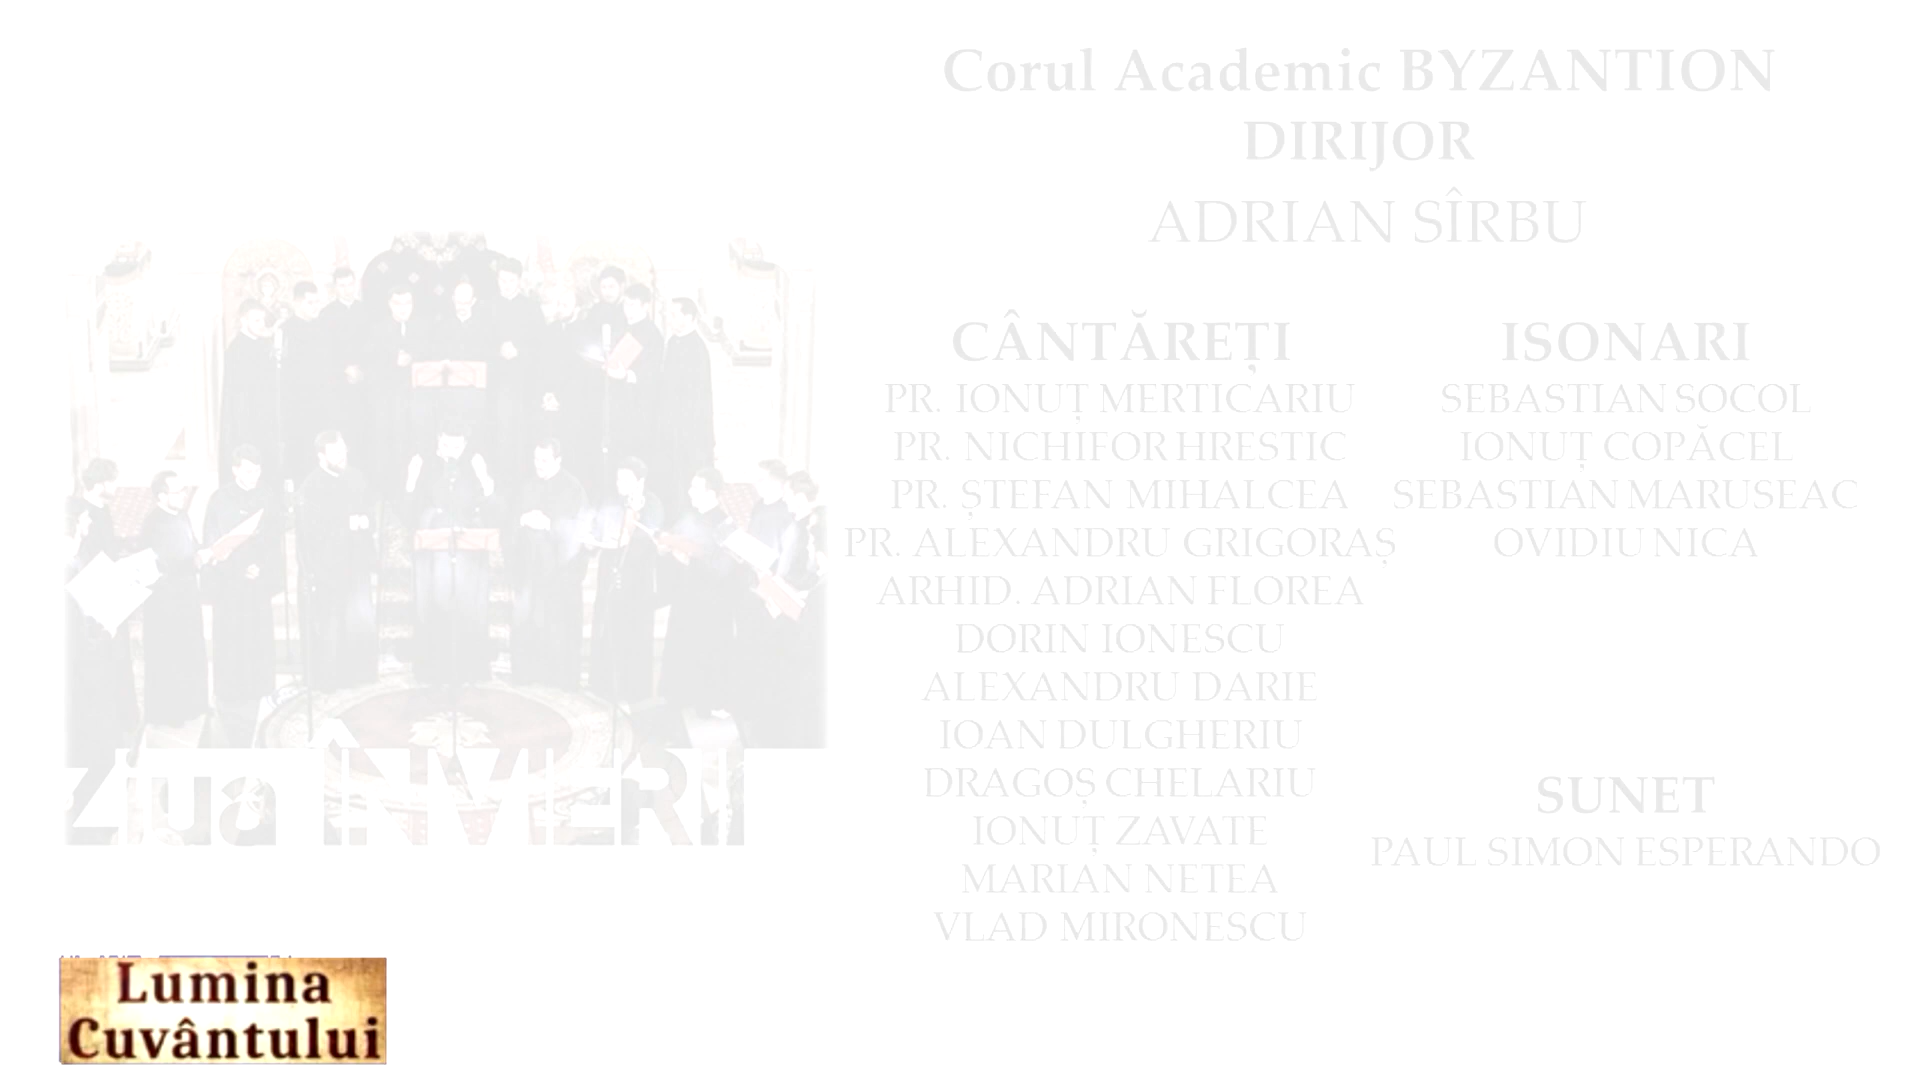 Corul Academic BYZANTION
DIRIJOR
ADRIAN SÎRBU
CÂNTĂREȚI
PR. IONUȚ MERTICARIU
PR. NICHIFOR HRESTIC
PR. ȘTEFAN MIHALCEA
PR. ALEXANDRU GRIGORAȘ
ARHID. ADRIAN FLOREA
DORIN IONESCU
ALEXANDRU DARIE
IOAN DULGHERIU
DRAGOȘ CHELARIU
IONUȚ ZAVATE
MARIAN NETEA
VLAD MIRONESCU
ISONARI
SEBASTIAN SOCOL
IONUȚ COPĂCEL
SEBASTIAN MARUSEAC
OVIDIU NICA
SUNET
PAUL SIMON ESPERANDO
Ziua ÎNVIERII
Lumina
Cuvântului